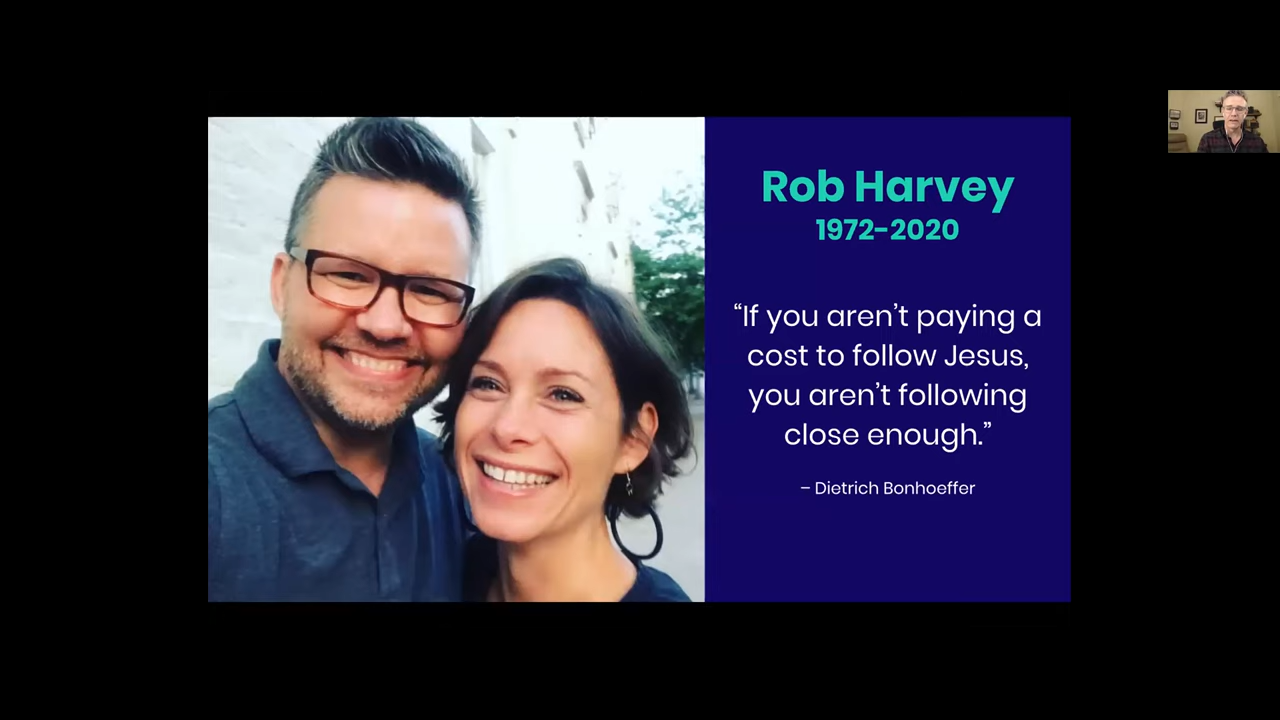 Rob Harvey
1972-2020
“If you aren’t paying a
cost to follow Jesus,
you aren’t following
close enough.”
– Dietrich Bonhoeffer